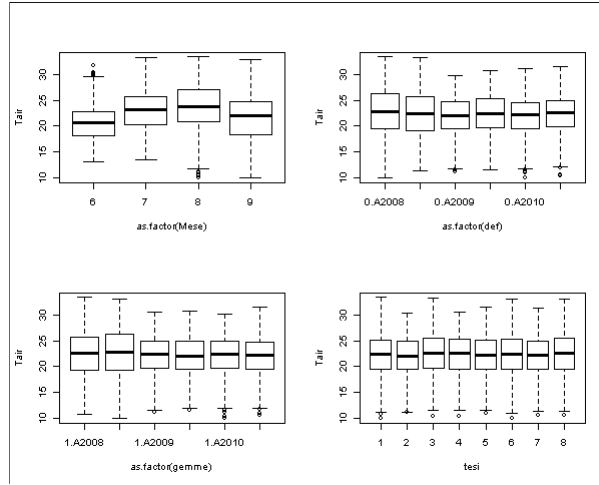 Tair
30
25
20
15
10
6 7 8 9
as.factor(Mese)
Tair
30
25
20
15
10
0.A2008 0.A2009 0.A2010
as.factor(def)
Tair
30
25
20
15
10
1.A2008 1.A2009 1.A2010
as.factor(gemme)
Tair
30
25
20
15
10
1 2 3 4 5 6 7 8
tesi